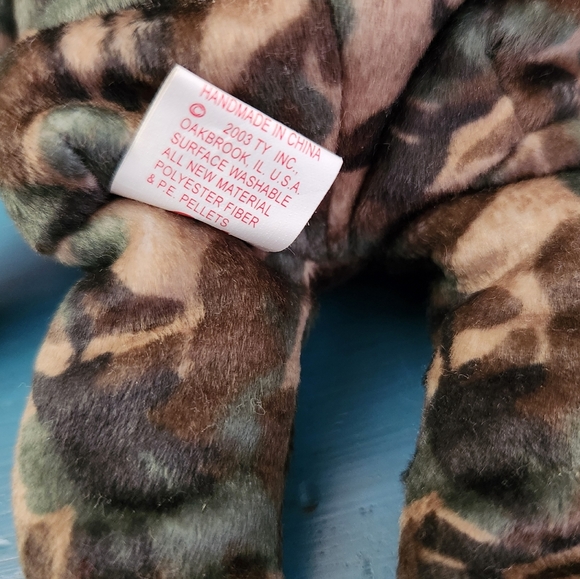 HANDMADE IN CHINA
© 2003 TY INC.,
OAKBROOK, IL. U.S.A.
SURFACE WASHABLE
ALL NEW MATERIAL
POLYESTER FIBER
& P.E. PELLETS